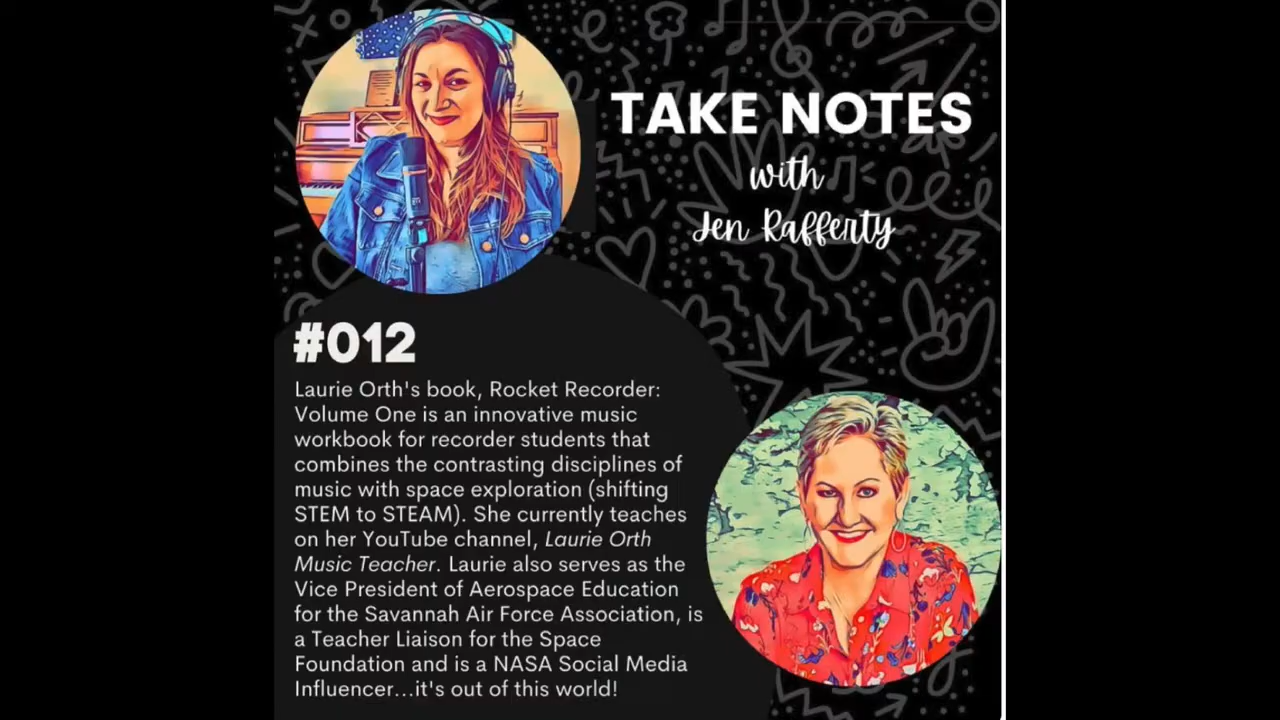 TAKE NOTES
with
Jen Rafferty
#012
Laurie Orth's book, Rocket Recorder:
Volume One is an innovative music
workbook for recorder students that
combines the contrasting disciplines of
music with space exploration (shifting
STEM to STEAM). She currently teaches
on her YouTube channel, Laurie Orth
Music Teacher. Laurie also serves as the
Vice President of Aerospace Education
for the Savannah Air Force Association, is
a Teacher Liaison for the Space
Foundation and is a NASA Social Media
Influencer...it's out of this world!